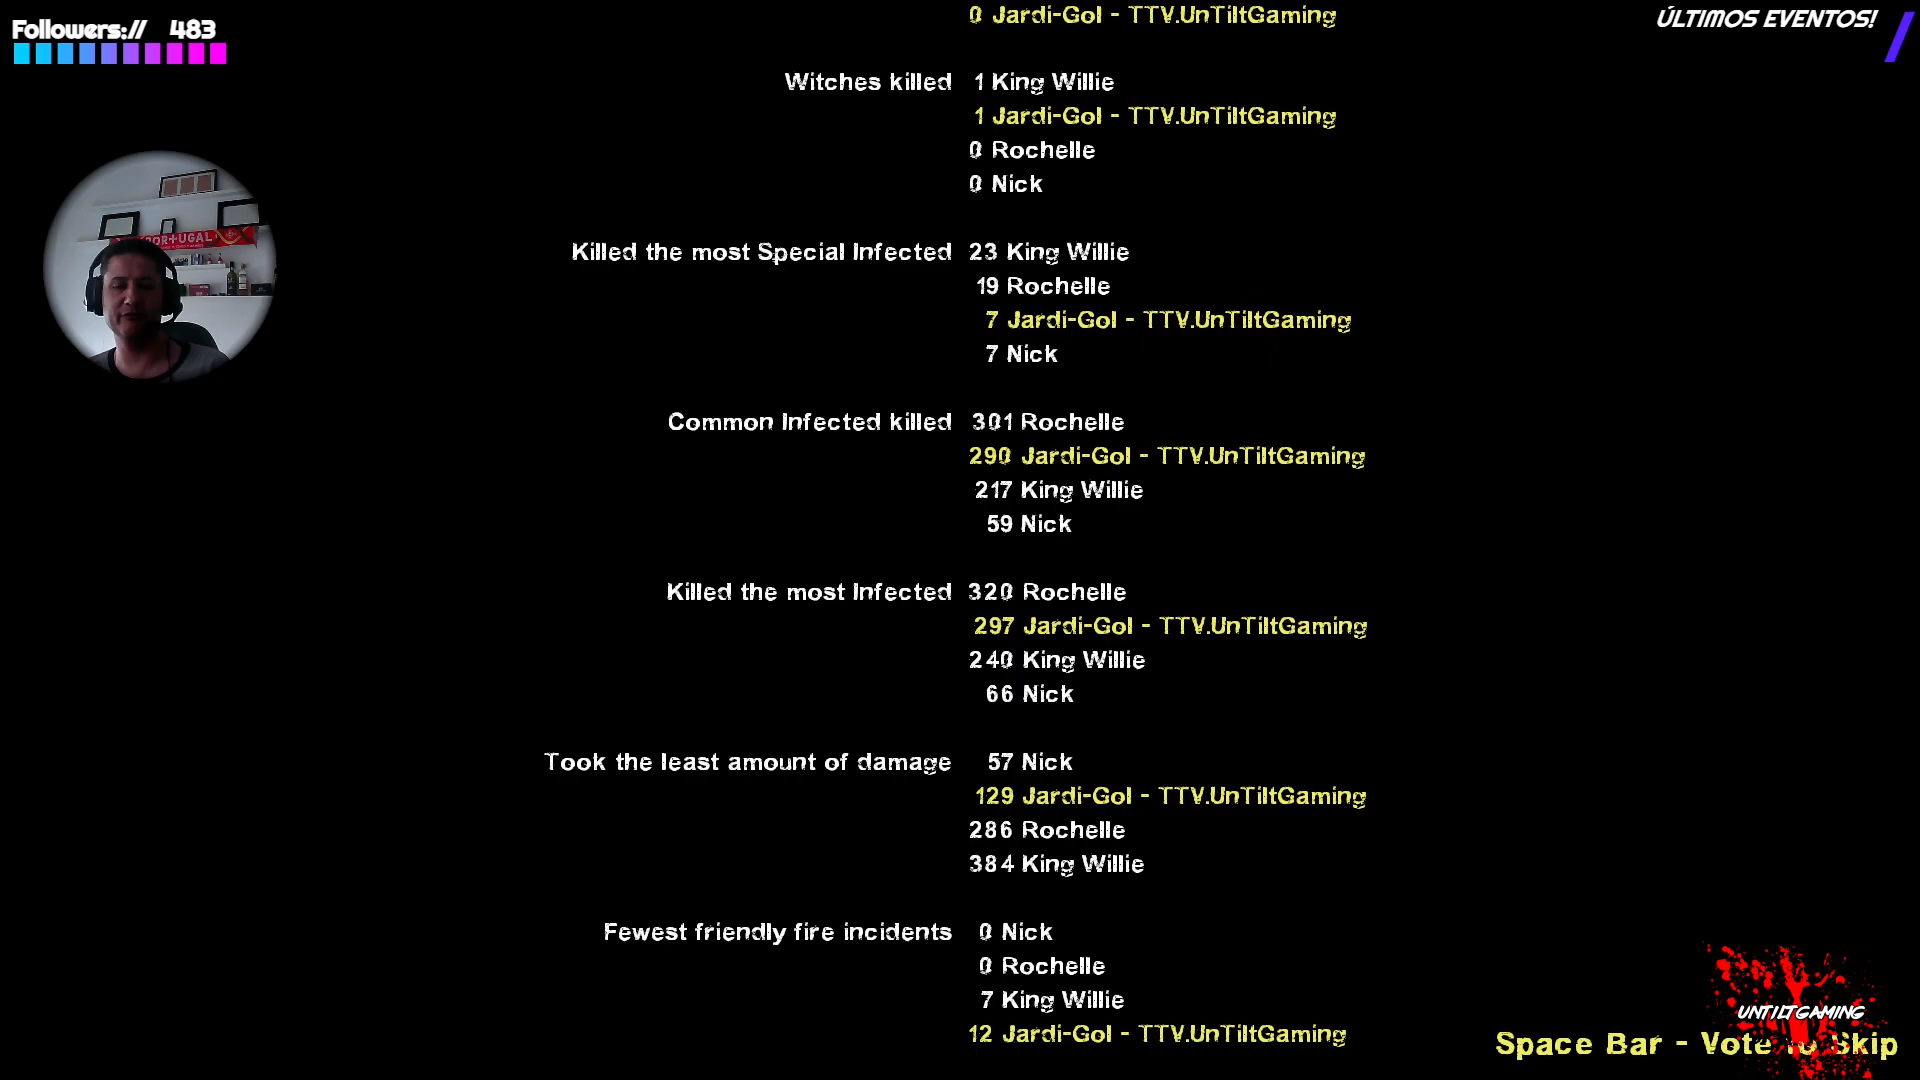 Followers:// 483
ÚLTIMOS EVENTOS!
0 Jardi-Gol - TTV.UnTiltGaming
Witches killed 1 King Willie
1 Jardi-Gol - TTV.UnTiltGaming
0 Rochelle
0 Nick
PORTUGAL
Killed the most Special Infected 23 King Willie
19 Rochelle
7 Jardi-Gol - TTV.UnTiltGaming
7 Nick
Common Infected killed 301 Rochelle
290 Jardi-Gol - TTV.UnTiltGaming
217 King Willie
59 Nick
Killed the most Infected 320 Rochelle
297 Jardi-Gol - TTV.UnTiltGaming
240 King Willie
66 Nick
Took the least amount of damage 57 Nick
129 Jardi-Gol - TTV.UnTiltGaming
286 Rochelle
384 King Willie
Fewest friendly fire incidents 0 Nick
0 Rochelle
7 King Willie
12 Jardi-Gol - TTV.UnTiltGaming
UNTILTGAMING
Space Bar - Vote to Skip